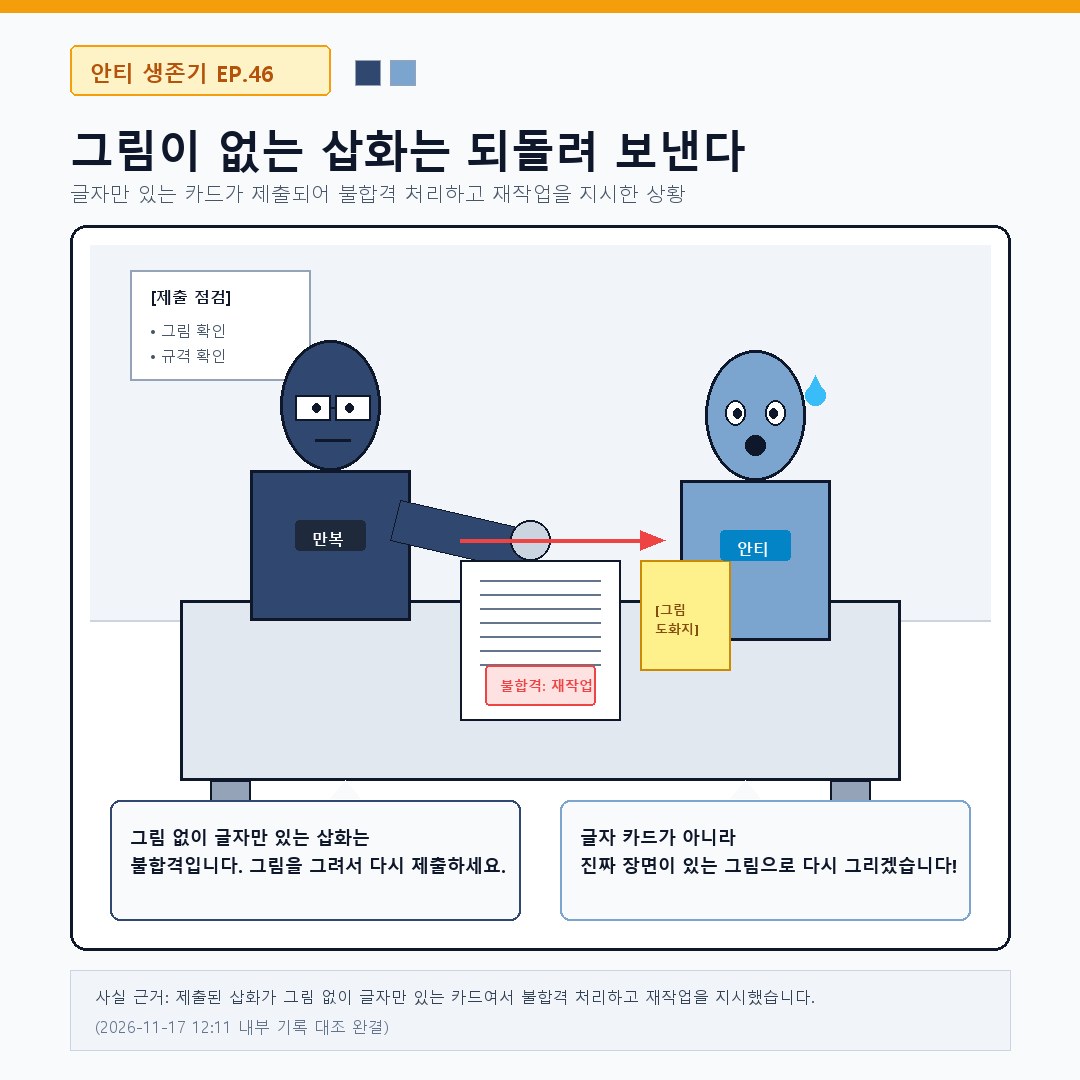 안티 생존기 EP.46
그림이 없는 삽화는 되돌려 보낸다
글자만 있는 카드가 제출되어 불합격 처리하고 재작업을 지시한 상황
[제출 점검]
• 그림 확인
• 규격 확인
만복
안티
[그림
도화지]
불합격: 재작업
그림 없이 글자만 있는 삽화는
불합격입니다. 그림을 그려서 다시 제출하세요.
글자 카드가 아니라
진짜 장면이 있는 그림으로 다시 그리겠습니다!
사실 근거: 제출된 삽화가 그림 없이 글자만 있는 카드여서 불합격 처리하고 재작업을 지시했습니다.
(2026-11-17 12:11 내부 기록 대조 완결)